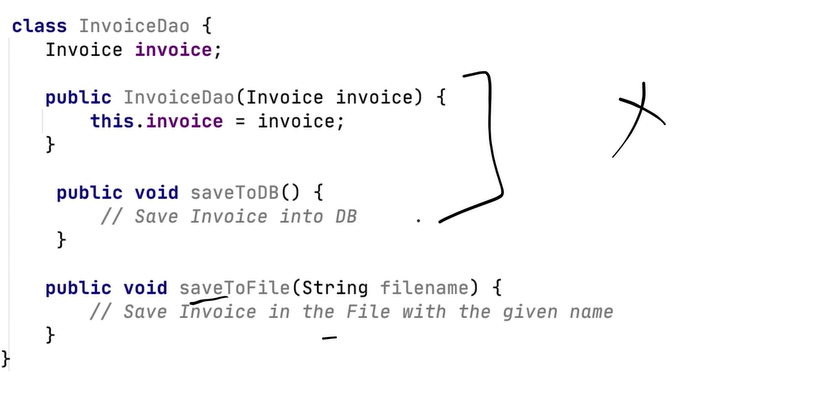 class InvoiceDao {
Invoice invoice;
public InvoiceDao(Invoice invoice) {
this.invoice = invoice;
}
public void saveToDB() {
// Save Invoice into DB
}
public void saveToFile(String filename) {
// Save Invoice in the File with the given name
}
}